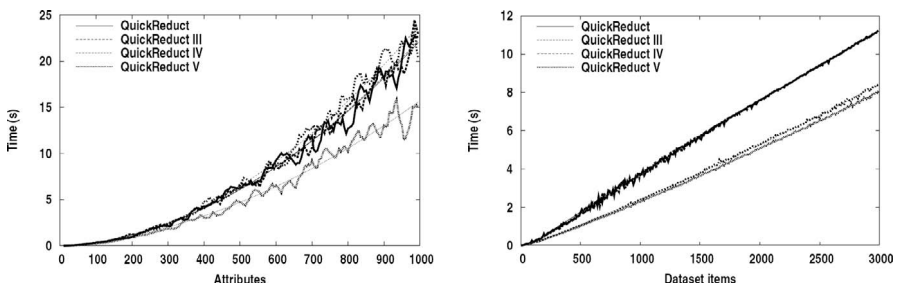 Time (s)
25
20
15
10
5
0
QuickReduct
QuickReduct III
QuickReduct IV
QuickReduct V
0 100 200 300 400 500 600 700 800 900 1000
Attributes
Time (s)
12
10
8
6
4
2
0
QuickReduct
QuickReduct III
QuickReduct IV
QuickReduct V
0 500 1000 1500 2000 2500 3000
Dataset items